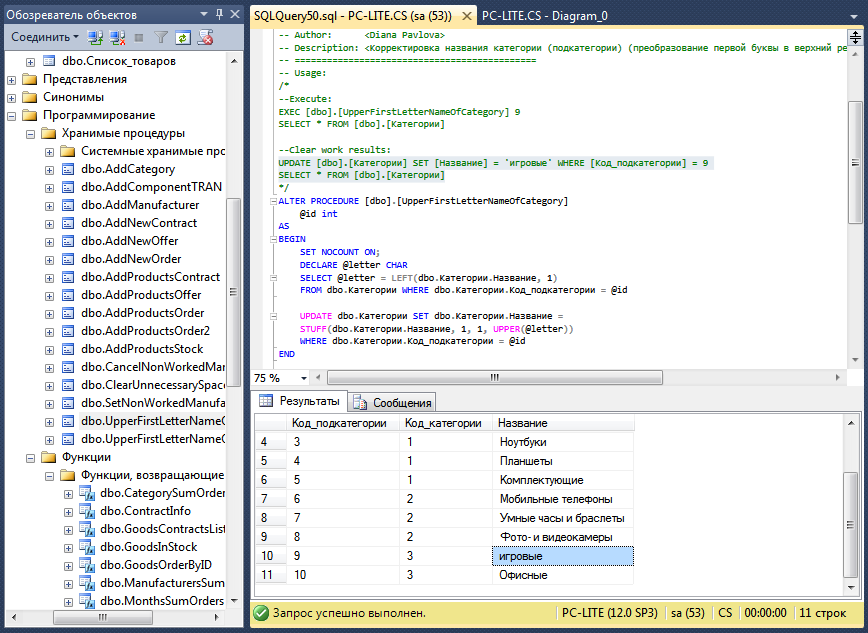 Обозреватель объектов
Соединить
dbo.Список_товаров
Представления
Синонимы
Программирование
Хранимые процедуры
Системные хранимые про
dbo.AddCategory
dbo.AddComponentTRAN
dbo.AddManufacturer
dbo.AddNewContract
dbo.AddNewOffer
dbo.AddNewOrder
dbo.AddProductsContract
dbo.AddProductsOffer
dbo.AddProductsOrder
dbo.AddProductsOrder2
dbo.AddProductsStock
dbo.CancelNonWorkedMar
dbo.ClearUnnecessarySpac
dbo.SetNonWorkedManufa
dbo.UpperFirstLetterNameC
dbo.UpperFirstLetterNameC
Функции
Функции, возвращающие
dbo.CategorySumOrder
dbo.ContractInfo
dbo.GoodsContractsList
dbo.GoodsInStock
dbo.GoodsOrderByID
dbo.ManufacturersSum
dbo.MonthsSumOrders
SQLQuery50.sql - PC-LITE.CS (sa (53))
PC-LITE.CS - Diagram_0
-- Author: <Diana Pavlova>
-- Description: <Корректировка названия категории (подкатегории) (преобразование первой буквы в верхний ре
-- =============================================
-- Usage:
/*
--Execute:
EXEC [dbo].[UpperFirstLetterNameOfCategory] 9
SELECT * FROM [dbo].[Категории]
--Clear work results:
UPDATE [dbo].[Категории] SET [Название] = 'игровые' WHERE [Код_подкатегории] = 9
SELECT * FROM [dbo].[Категории]
*/
ALTER PROCEDURE [dbo].[UpperFirstLetterNameOfCategory]
@id int
AS
BEGIN
SET NOCOUNT ON;
DECLARE @letter CHAR
SELECT @letter = LEFT(dbo.Категории.Название, 1)
FROM dbo.Категории WHERE dbo.Категории.Код_подкатегории = @id
UPDATE dbo.Категории SET dbo.Категории.Название =
STUFF(dbo.Категории.Название, 1, 1, UPPER(@letter))
WHERE dbo.Категории.Код_подкатегории = @id
END
75 %
Результаты Сообщения
Код_подкатегории Код_категории Название
4 3 1 Ноутбуки
5 4 1 Планшеты
6 5 1 Комплектующие
7 6 2 Мобильные телефоны
8 7 2 Умные часы и браслеты
9 8 2 Фото- и видеокамеры
10 9 3 игровые
11 10 3 Офисные
Запрос успешно выполнен. PC-LITE (12.0 SP3) sa (53) CS 00:00:00 11 строк